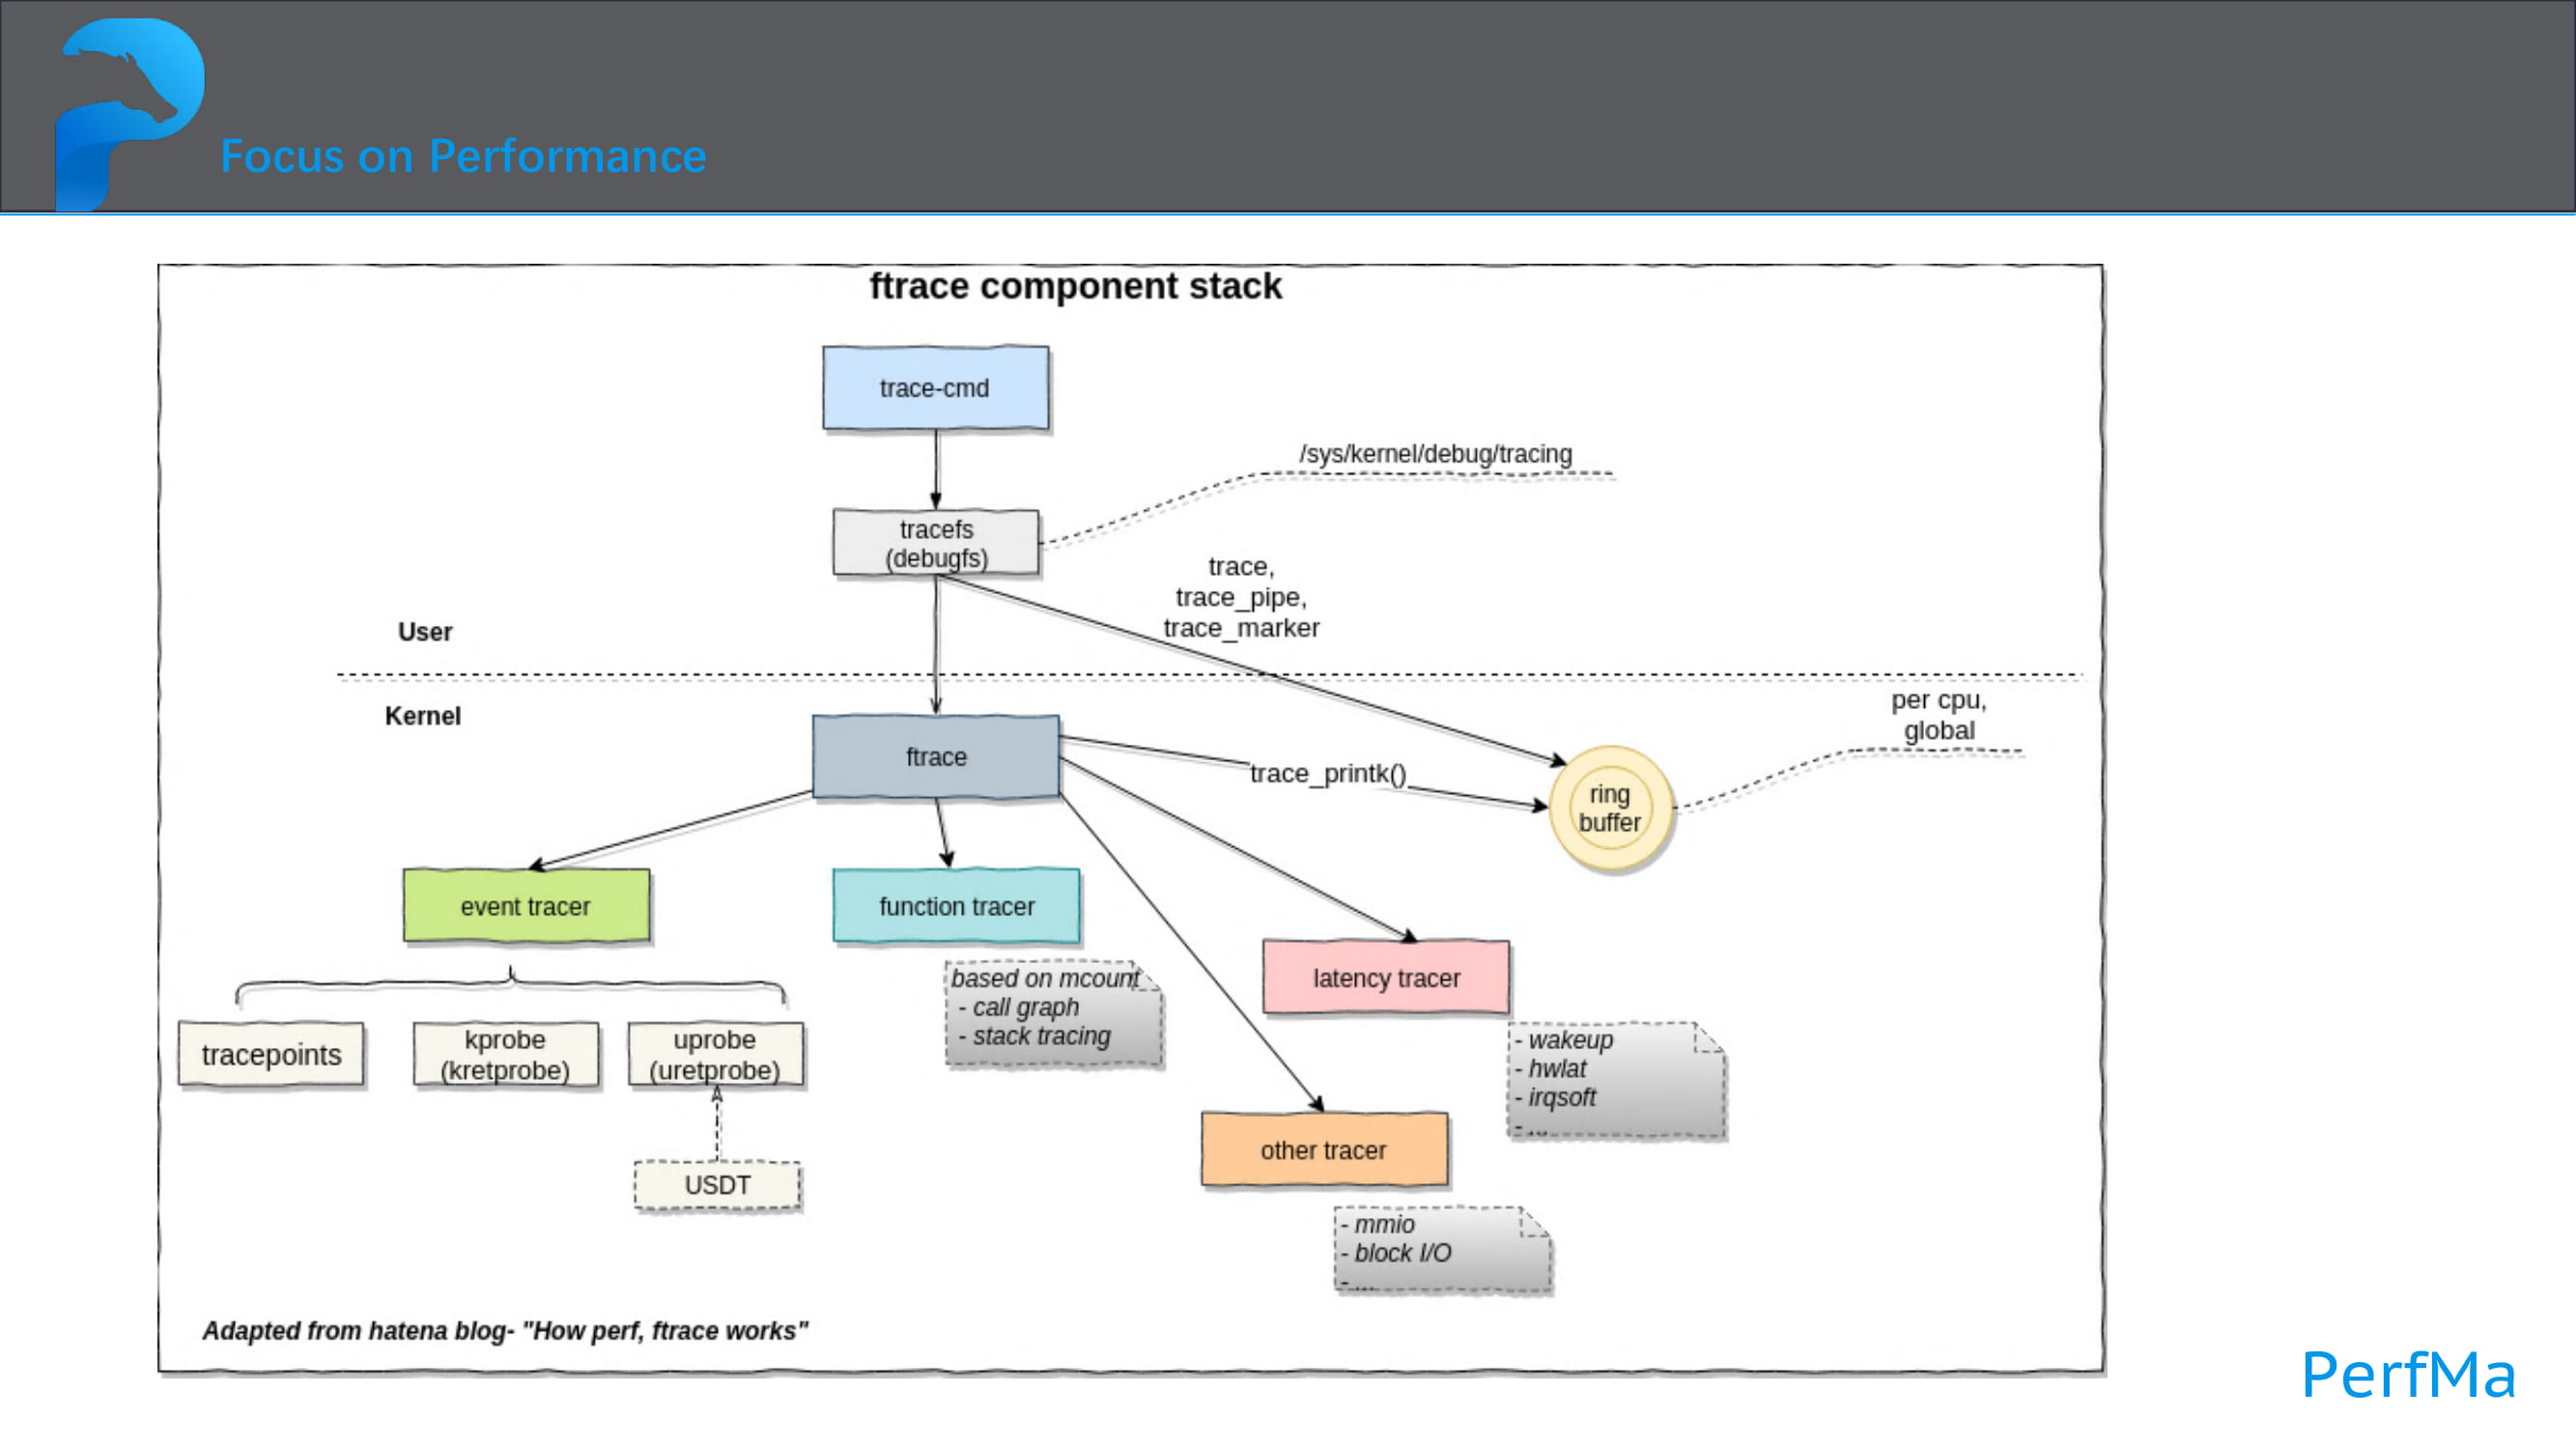 Focus on Performance
ftrace component stack
trace-cmd
/sys/kernel/debug/tracing
tracefs
(debugfs)
trace,
trace_pipe,
trace_marker
User
Kernel
per cpu,
global
ftrace
trace_printk()
ring
buffer
event tracer
function tracer
latency tracer
based on mcount
- call graph
- stack tracing
tracepoints
kprobe
(kretprobe)
uprobe
(uretprobe)
- wakeup
- hwlat
- irqsoft
- ...
other tracer
USDT
- mmio
- block I/O
- ...
Adapted from hatena blog- "How perf, ftrace works"
PerfMa